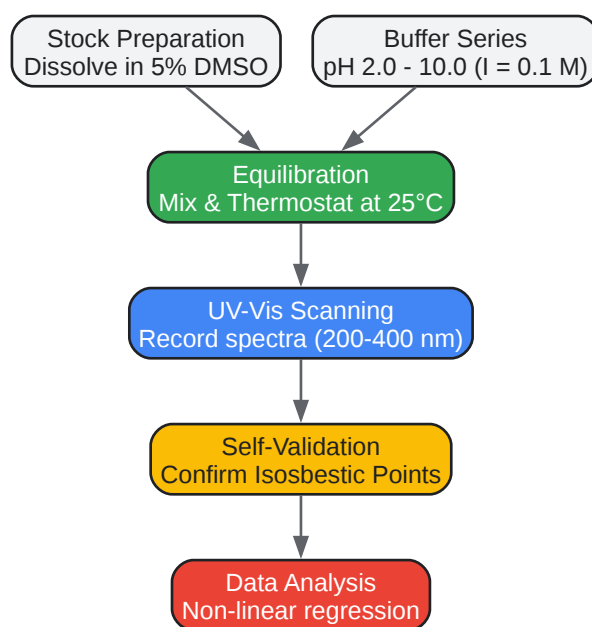 Stock Preparation
Dissolve in 5% DMSO
Buffer Series
pH 2.0 - 10.0 (I = 0.1 M)
Equilibration
Mix & Thermostat at 25°C
UV-Vis Scanning
Record spectra (200-400 nm)
Self-Validation
Confirm Isosbestic Points
Data Analysis
Non-linear regression